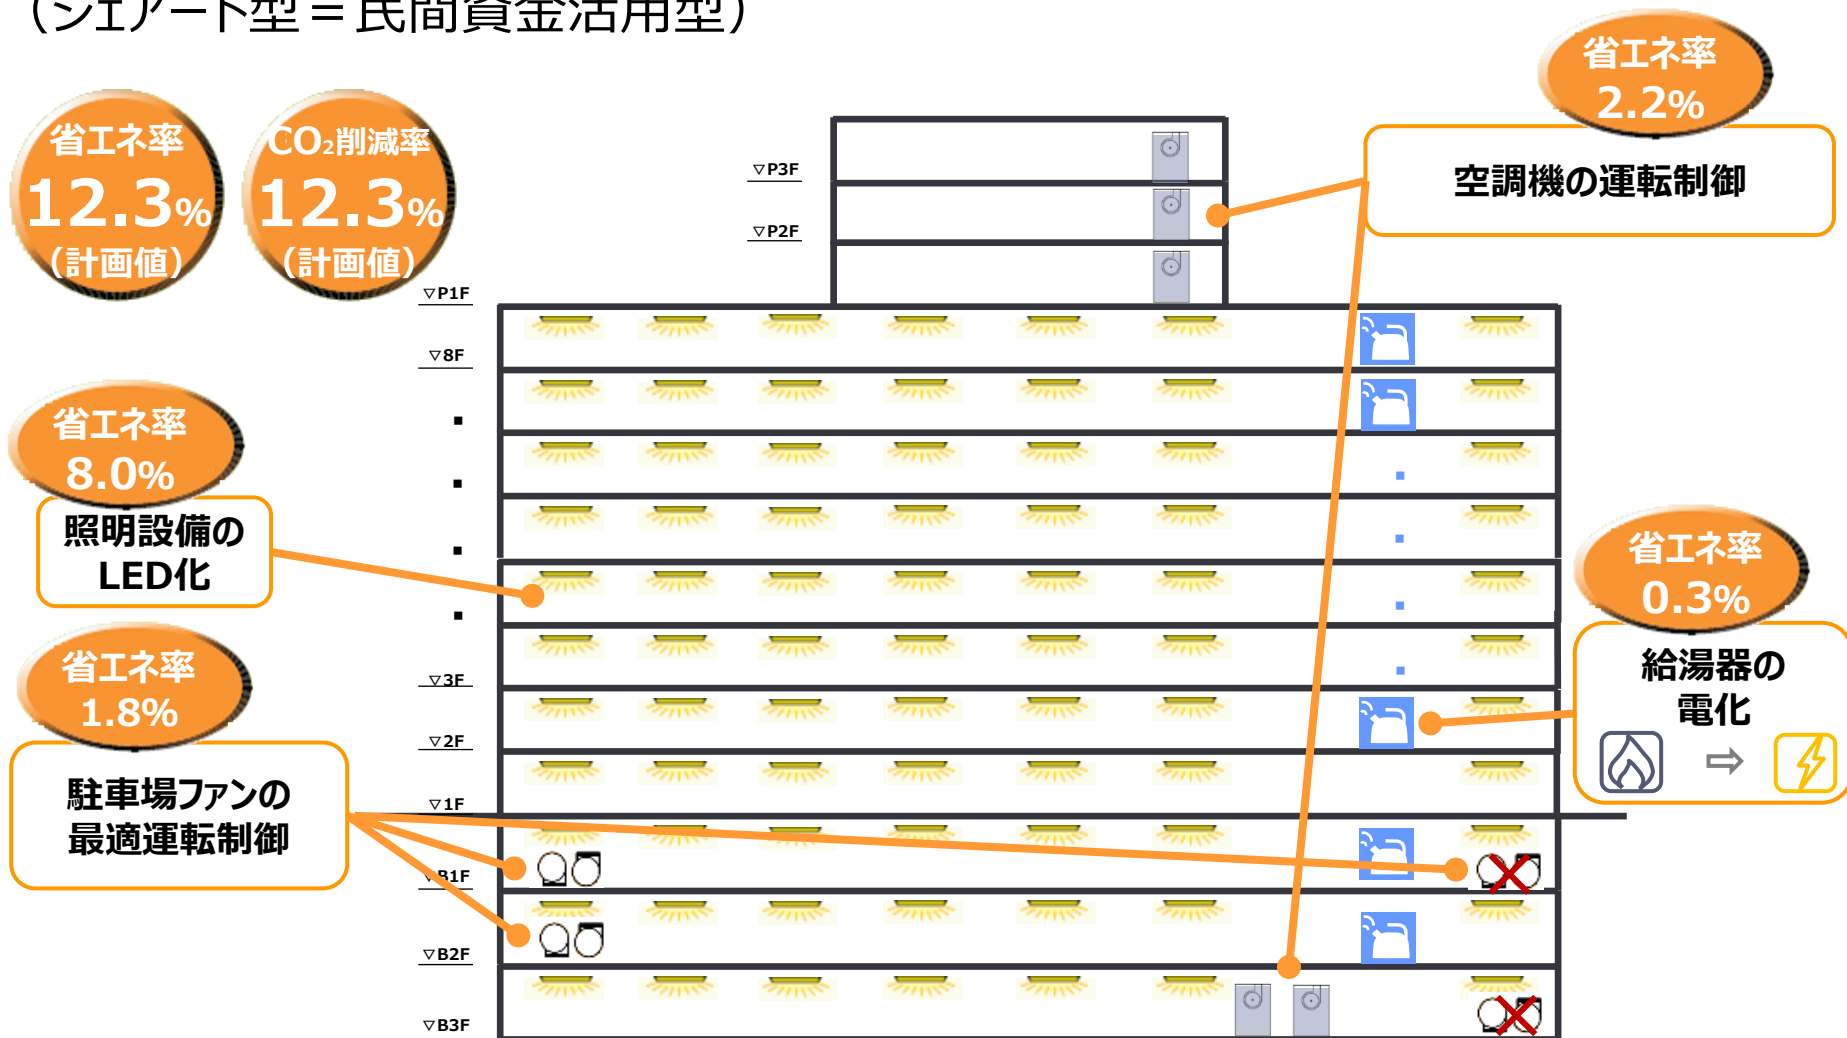 （シェアード型＝民間資金活用型）
省エネ率
12.3%
（計画値）
CO₂削減率
12.3%
（計画値）
省エネ率
2.2%
空調機の運転制御
▽P3F
▽P2F
▽P1F
▽8F
省エネ率
8.0%
照明設備の
LED化
省エネ率
0.3%
給湯器の
電化
⇨
省エネ率
1.8%
駐車場ファンの
最適運転制御
▽3F
▽2F
▽1F
▽B1F
▽B2F
▽B3F